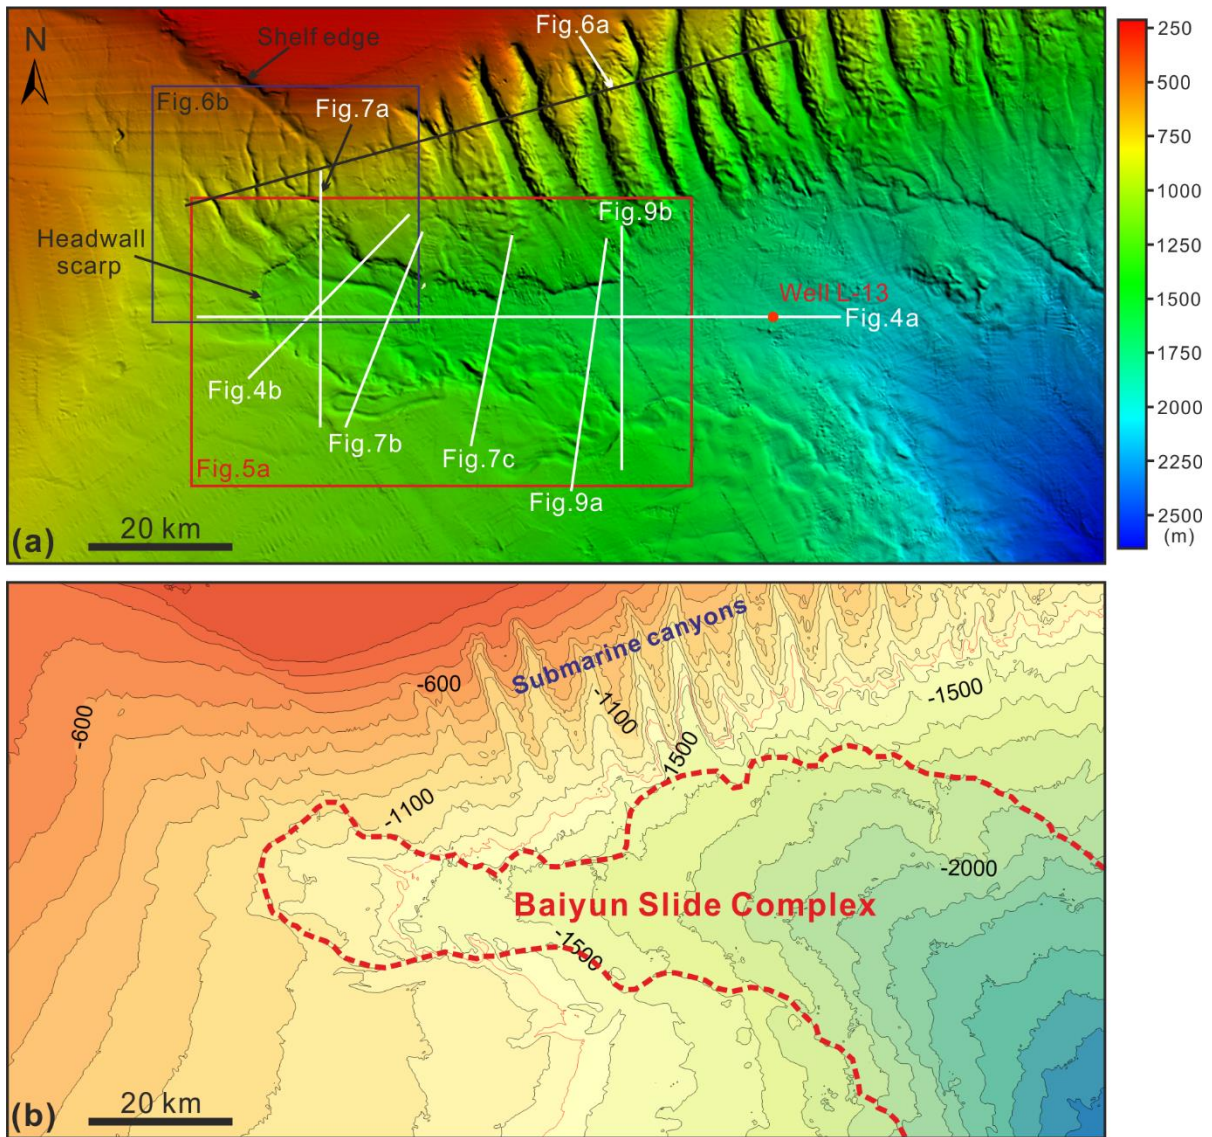 N
Shelf edge
Fig.6a
Fig.6b
Fig.7a
Headwall
scarp
Fig.9b
Well L-13
Fig.4a
Fig.4b
Fig.7b
Fig.7c
Fig.5a
Fig.9a
(a)
20 km
250
500
750
1000
1250
1500
1750
2000
2250
2500
(m)
Submarine canyons
-600
-600
-1100
-1500
-1500
-1100
-2000
Baiyun Slide Complex
-1500
(b)
20 km